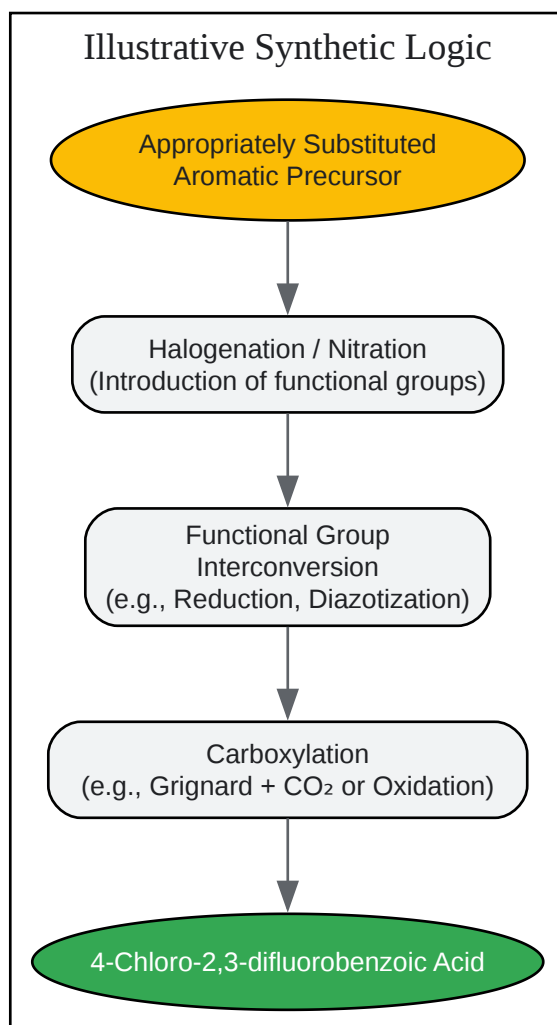 Illustrative Synthetic Logic
Appropriately Substituted
Aromatic Precursor
Halogenation / Nitration
(Introduction of functional groups)
Functional Group
Interconversion
(e.g., Reduction, Diazotization)
Carboxylation
(e.g., Grignard + CO₂ or Oxidation)
4-Chloro-2,3-difluorobenzoic Acid